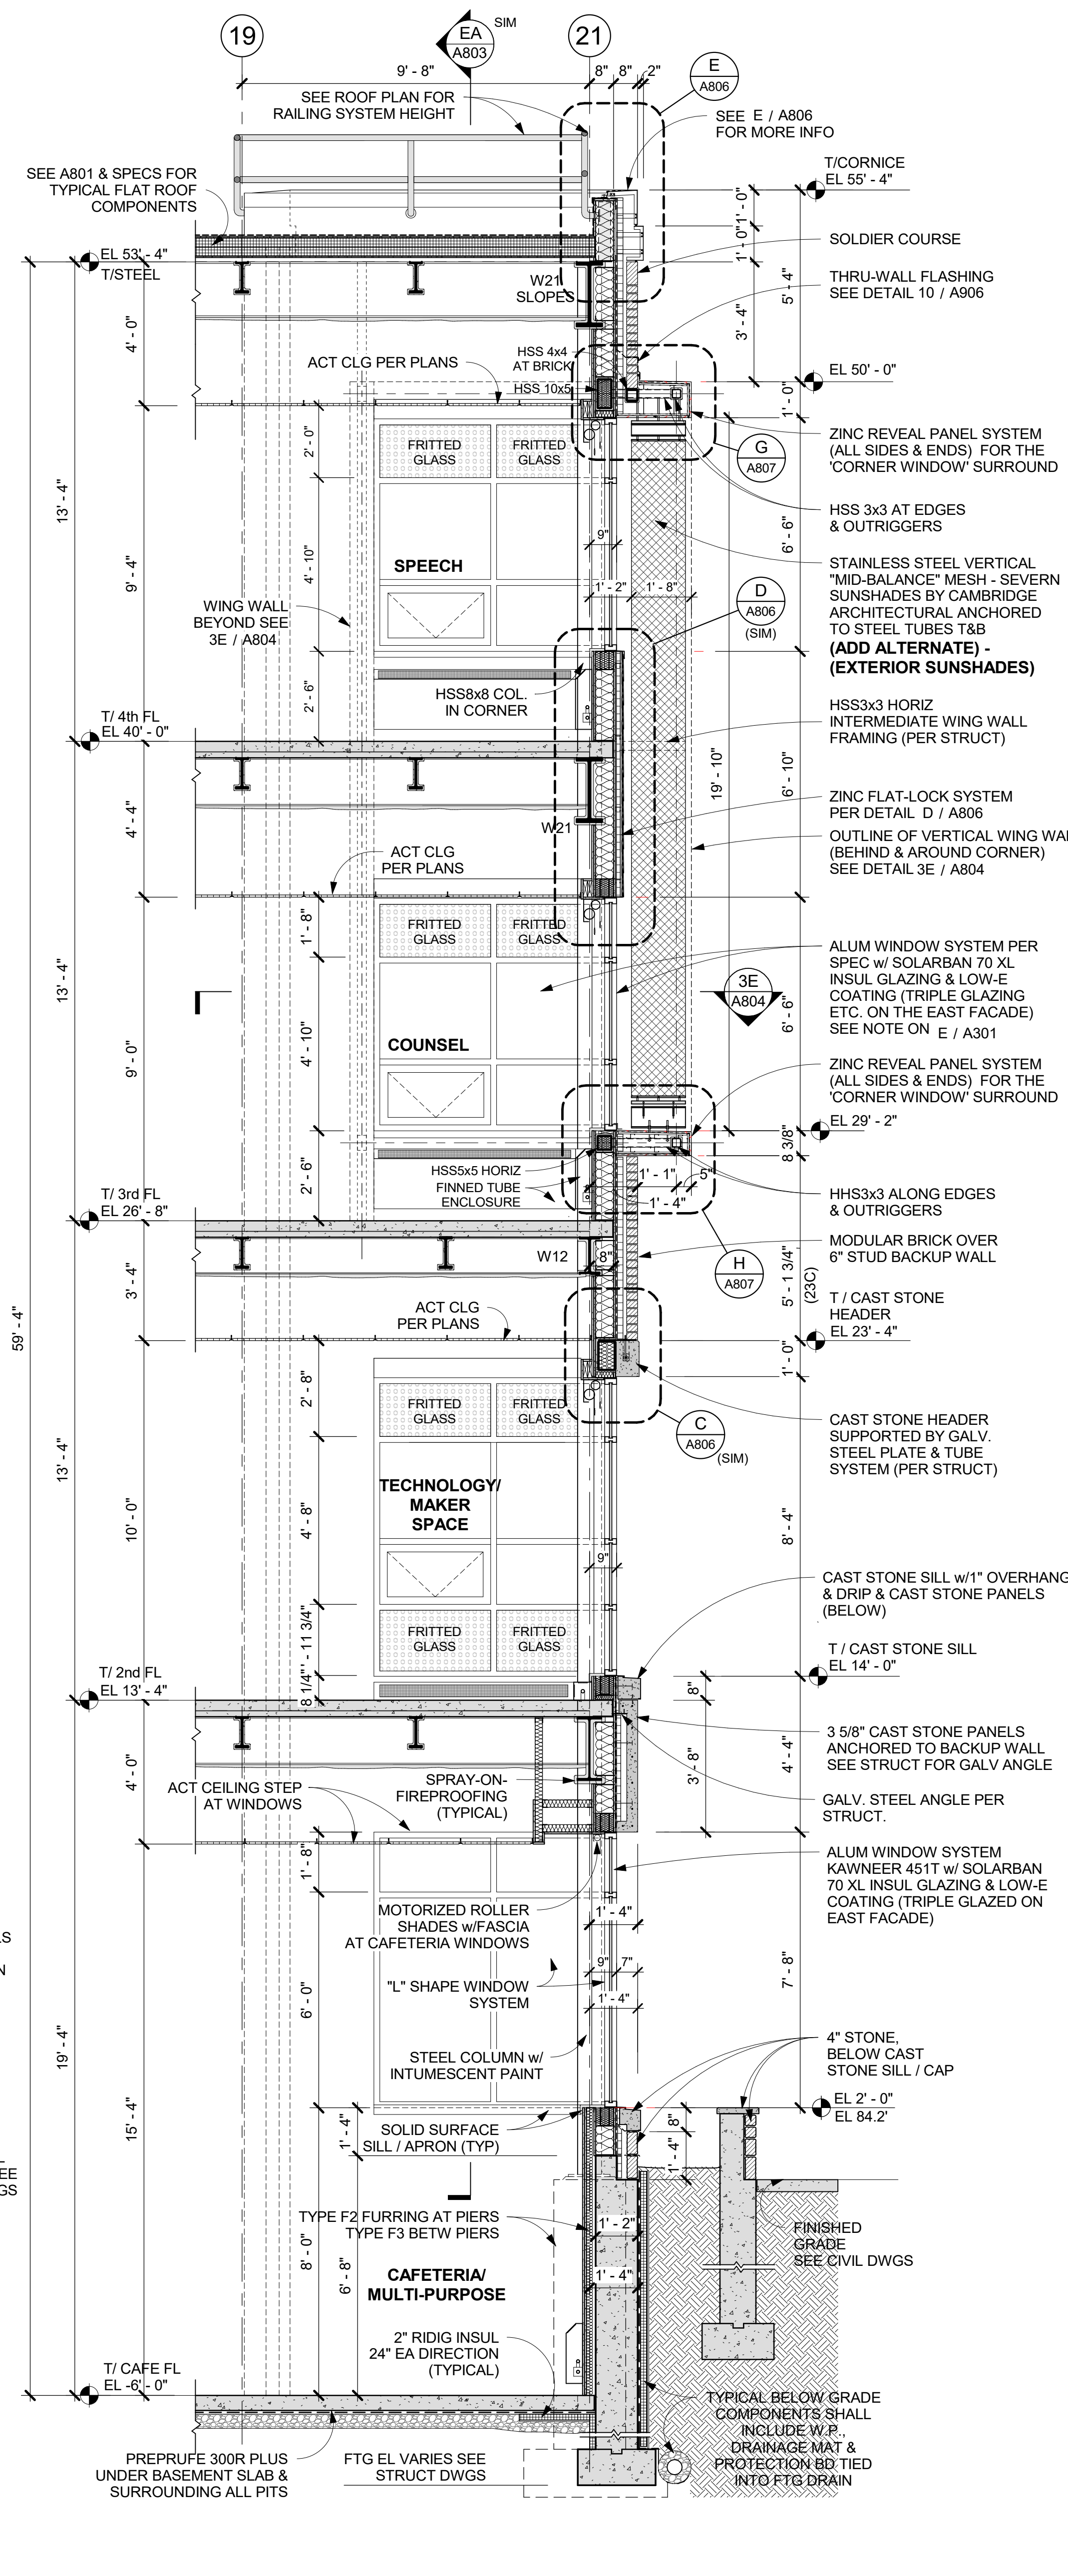 19
EA
A803
SIM
21
9' - 8"
8"
8"
2"
E
A806
SEE ROOF PLAN FOR
RAILING SYSTEM HEIGHT
SEE E / A806
FOR MORE INFO
SEE A801 & SPECS FOR
TYPICAL FLAT ROOF
COMPONENTS
T/CORNICE
EL 55' - 4"
1' - 0"
1' - 0"
SOLDIER COURSE
EL 53' - 4"
T/STEEL
W21
SLOPES
THRU-WALL FLASHING
SEE DETAIL 10 / A906
5' - 4"
3' - 4"
4' - 0"
ACT CLG PER PLANS
HSS 4x4
AT BRICK
HSS 10x5
EL 50' - 0"
1' - 0"
2' - 0"
FRITTED
GLASS
FRITTED
GLASS
G
A807
ZINC REVEAL PANEL SYSTEM
(ALL SIDES & ENDS) FOR THE
'CORNER WINDOW' SURROUND
13' - 4"
HSS 3x3 AT EDGES
& OUTRIGGERS
9' - 4"
4' - 10"
SPEECH
9"
1' - 2"
1' - 8"
6' - 6"
D
A806
(SIM)
STAINLESS STEEL VERTICAL
"MID-BALANCE" MESH - SEVERN
SUNSHADES BY CAMBRIDGE
ARCHITECTURAL ANCHORED
TO STEEL TUBES T&B
(ADD ALTERNATE) -
(EXTERIOR SUNSHADES)
WING WALL
BEYOND SEE
3E / A804
2' - 6"
HSS8x8 COL.
IN CORNER
HSS3x3 HORIZ
INTERMEDIATE WING WALL
FRAMING (PER STRUCT)
T/ 4th FL
EL 40' - 0"
19' - 10"
6' - 10"
ZINC FLAT-LOCK SYSTEM
PER DETAIL D / A806
4' - 4"
W21
OUTLINE OF VERTICAL WING WA
(BEHIND & AROUND CORNER)
SEE DETAIL 3E / A804
ACT CLG
PER PLANS
1' - 8"
FRITTED
GLASS
FRITTED
GLASS
ALUM WINDOW SYSTEM PER
SPEC w/ SOLARBAN 70 XL
INSUL GLAZING & LOW-E
COATING (TRIPLE GLAZING
ETC. ON THE EAST FACADE)
SEE NOTE ON E / A301
13' - 4"
3E
A804
6' - 6"
9' - 0"
4' - 10"
COUNSEL
ZINC REVEAL PANEL SYSTEM
(ALL SIDES & ENDS) FOR THE
'CORNER WINDOW' SURROUND
EL 29' - 2"
8 3/8"
2' - 6"
HSS5x5 HORIZ
FINNED TUBE
ENCLOSURE
1' - 1"
5"
1' - 4"
HHS3x3 ALONG EDGES
& OUTRIGGERS
T/ 3rd FL
EL 26' - 8"
MODULAR BRICK OVER
6" STUD BACKUP WALL
W12
8"
H
A807
5' - 1 3/4"
(23C)
3' - 4"
59' - 4"
ACT CLG
PER PLANS
T / CAST STONE
HEADER
EL 23' - 4"
1' - 0"
2' - 8"
FRITTED
GLASS
FRITTED
GLASS
C
A806
(SIM)
CAST STONE HEADER
SUPPORTED BY GALV.
STEEL PLATE & TUBE
SYSTEM (PER STRUCT)
13' - 4"
10' - 0"
4' - 8"
TECHNOLOGY/
MAKER
SPACE
8' - 4"
9"
CAST STONE SILL w/1" OVERHANG
& DRIP & CAST STONE PANELS
(BELOW)
1' - 11 3/4"
FRITTED
GLASS
FRITTED
GLASS
T / CAST STONE SILL
EL 14' - 0"
8 1/4"
T/ 2nd FL
EL 13' - 4"
8"
3' - 8"
4' - 4"
3 5/8" CAST STONE PANELS
ANCHORED TO BACKUP WALL
SEE STRUCT FOR GALV ANGLE
4' - 0"
ACT CEILING STEP
AT WINDOWS
SPRAY-ON-
FIREPROOFING
(TYPICAL)
GALV. STEEL ANGLE PER
STRUCT.
1' - 8"
ALUM WINDOW SYSTEM
KAWNEER 451T w/ SOLARBAN
70 XL INSUL GLAZING & LOW-E
COATING (TRIPLE GLAZED ON
EAST FACADE)
MOTORIZED ROLLER
SHADES w/FASCIA
AT CAFETERIA WINDOWS
1' - 4"
LS
N
9"
7"
1' - 4"
"L" SHAPE WINDOW
SYSTEM
6' - 0"
7' - 8"
19' - 4"
15' - 4"
STEEL COLUMN w/
INTUMESCENT PAINT
4" STONE,
BELOW CAST
STONE SILL / CAP
EL 2' - 0"
EL 84.2'
1' - 4"
SOLID SURFACE
SILL / APRON (TYP)
8"
1' - 4"
EE
GS
TYPE F2 FURRING AT PIERS
TYPE F3 BETW PIERS
1' - 2"
FINISHED
GRADE
SEE CIVIL DWGS
8' - 0"
6' - 8"
CAFETERIA/
MULTI-PURPOSE
1' - 4"
2" RIDIG INSUL
24" EA DIRECTION
(TYPICAL)
T/ CAFE FL
EL -6' - 0"
TYPICAL BELOW GRADE
COMPONENTS SHALL
INCLUDE W.P.,
DRAINAGE MAT &
PROTECTION BD TIED
INTO FTG DRAIN
PREPRUFE 300R PLUS
UNDER BASEMENT SLAB &
SURROUNDING ALL PITS
FTG EL VARIES SEE
STRUCT DWGS